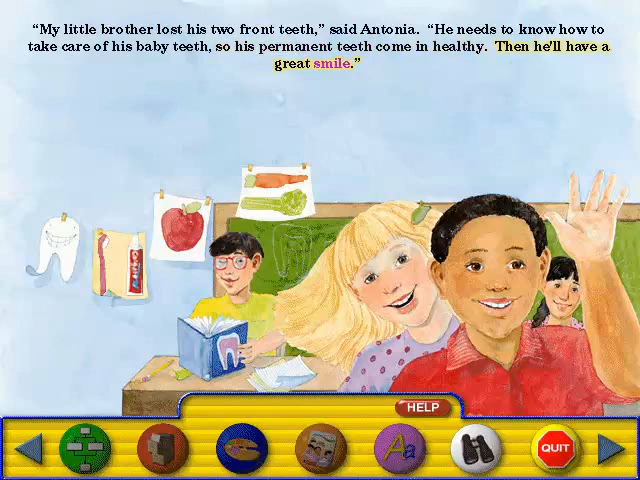 “My little brother lost his two front teeth,” said Antonia. “He needs to know how to
take care of his baby teeth, so his permanent teeth come in healthy. Then he'll have a
great smile.”
HELP
Aa
QUIT